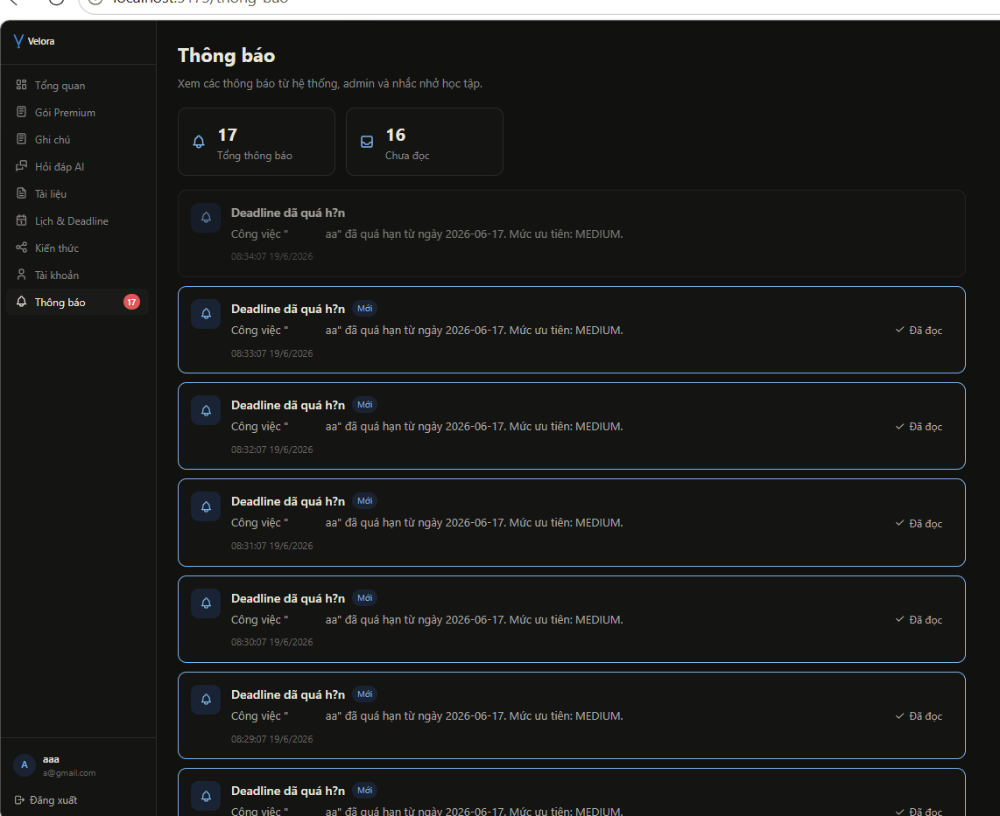 Velora
Tổng quan
Gói Premium
Ghi chú
Hỏi đáp AI
Tài liệu
Lịch & Deadline
Kiến thức
Tài khoản
Thông báo 17
A
aaa
a@gmail.com
Đăng xuất
Thông báo
Xem các thông báo từ hệ thống, admin và nhắc nhở học tập.
17
Tổng thông báo
16
Chưa đọc
Deadline dã quá h?n
Công việc " aa" đã quá hạn từ ngày 2026-06-17. Mức ưu tiên: MEDIUM.
08:34:07 19/6/2026
Deadline dã quá h?n Mới
Công việc " aa" đã quá hạn từ ngày 2026-06-17. Mức ưu tiên: MEDIUM.
Đã đọc
08:33:07 19/6/2026
Deadline dã quá h?n Mới
Công việc " aa" đã quá hạn từ ngày 2026-06-17. Mức ưu tiên: MEDIUM.
Đã đọc
08:32:07 19/6/2026
Deadline dã quá h?n Mới
Công việc " aa" đã quá hạn từ ngày 2026-06-17. Mức ưu tiên: MEDIUM.
Đã đọc
08:31:07 19/6/2026
Deadline dã quá h?n Mới
Công việc " aa" đã quá hạn từ ngày 2026-06-17. Mức ưu tiên: MEDIUM.
Đã đọc
08:30:07 19/6/2026
Deadline dã quá h?n Mới
Công việc " aa" đã quá hạn từ ngày 2026-06-17. Mức ưu tiên: MEDIUM.
Đã đọc
08:29:07 19/6/2026
Deadline dã quá h?n Mới
Công việc " aa" đã quá hạn từ ngày 2026-06-17. Mức ưu tiên: MEDIUM.
Đã đọc